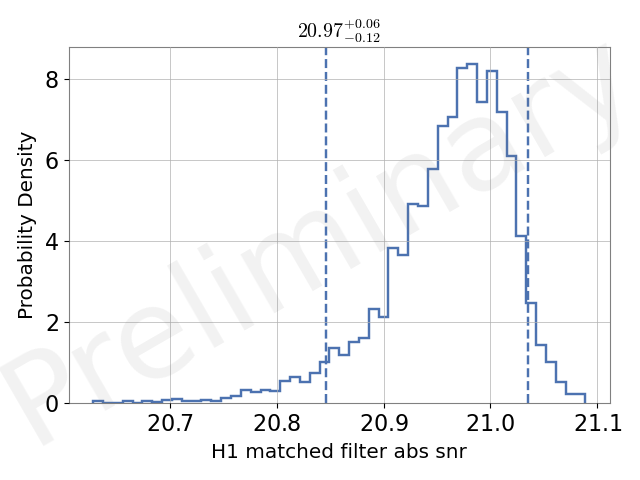 20.97+0.06−0.12
Preliminary
Probability Density
8
6
4
2
0
20.7 20.8 20.9 21.0 21.1
H1 matched filter abs snr